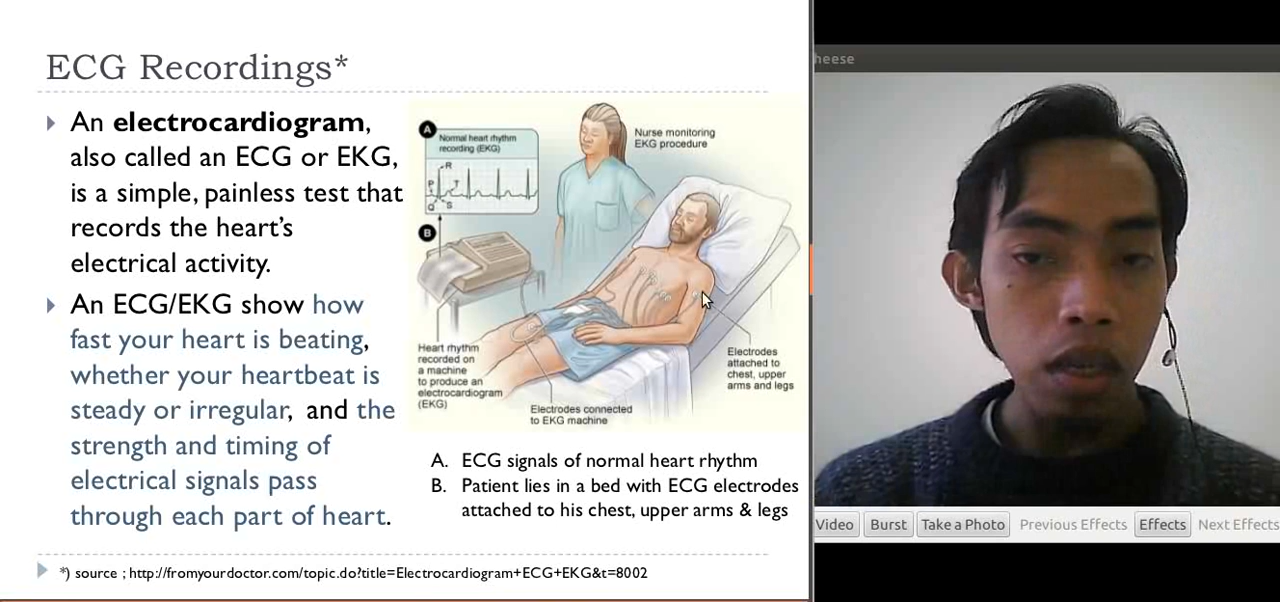 ECG Recordings*
An electrocardiogram,
also called an ECG or EKG,
is a simple, painless test that
records the heart's
electrical activity.
An ECG/EKG show how
fast your heart is beating,
whether your heartbeat is
steady or irregular, and the
strength and timing of
electrical signals pass
through each part of heart.
A
Normal heart rhythm
recording (EKG)
R
P
T
Q
S
B
Nurse monitoring
EKG procedure
Heart rhythm
recorded on
a machine
to produce an
electrocardiogram
(EKG)
Electrodes connected
to EKG machine
Electrodes
attached to
chest, upper
arms and legs
A. ECG signals of normal heart rhythm
B. Patient lies in a bed with ECG electrodes
attached to his chest, upper arms & legs
*) source ; http://fromyourdoctor.com/topic.do?title=Electrocardiogram+ECG+EKG&t=8002
heese
Video Burst Take a Photo Previous Effects Effects Next Effects